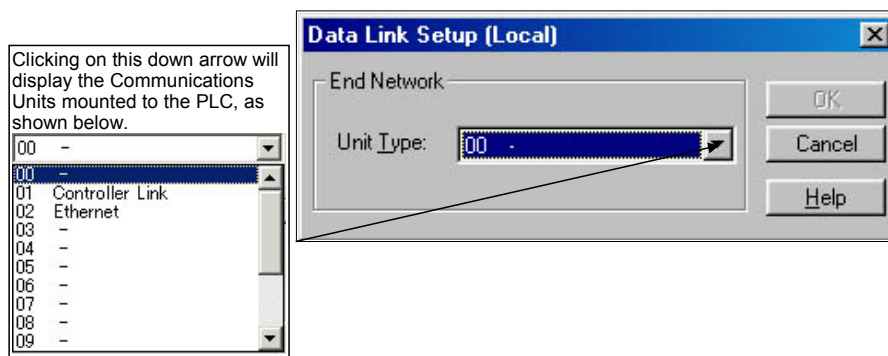 Clicking on this down arrow will
display the Communications
Units mounted to the PLC, as
shown below.
00 –
00 –
01 Controller Link
02 Ethernet
03 –
04 –
05 –
06 –
07 –
08 –
09 –
Data Link Setup (Local)
End Network
Unit Type:
00 -
OK
Cancel
Help